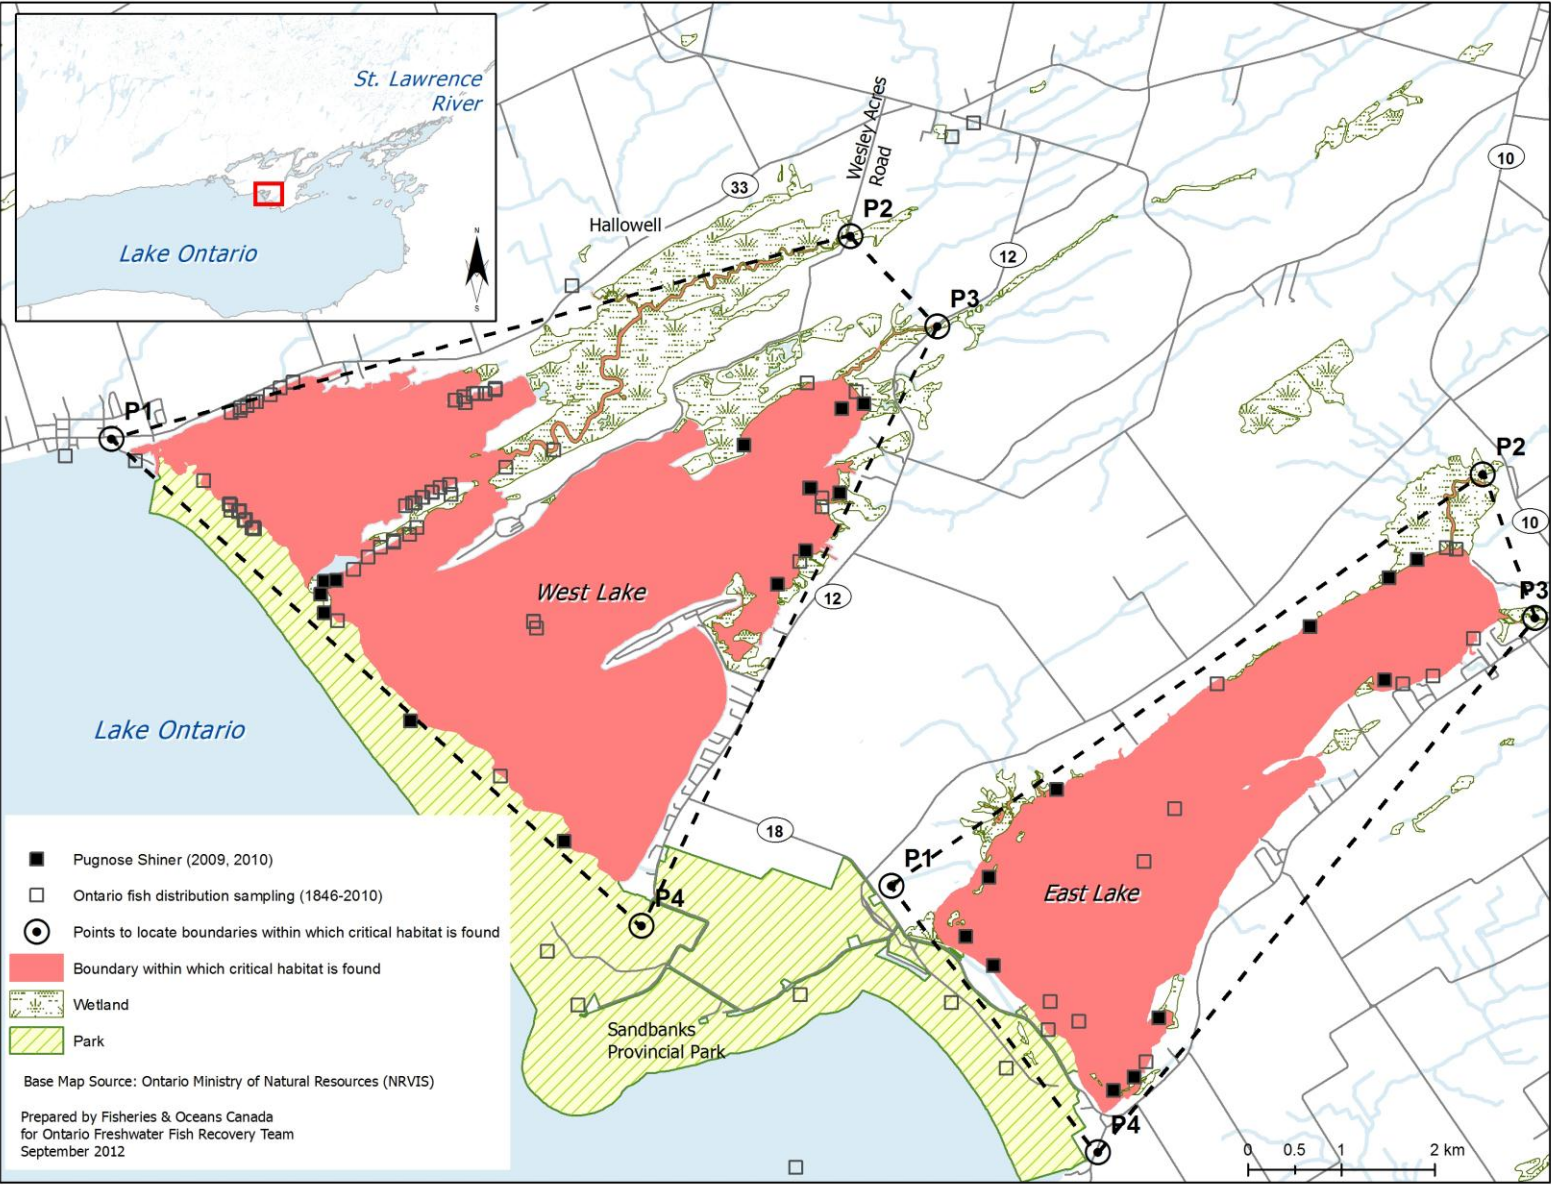 St. Lawrence
River
Lake Ontario
N
S
Wesley Acres
Road
10
33
Hallowell
P2
12
P3
P1
P2
10
West Lake
12
P3
Lake Ontario
18
P1
East Lake
P4
Sandbanks
Provincial Park
P4
Pugnose Shiner (2009, 2010)
Ontario fish distribution sampling (1846-2010)
Points to locate boundaries within which critical habitat is found
Boundary within which critical habitat is found
Wetland
Park
Base Map Source: Ontario Ministry of Natural Resources (NRVIS)
Prepared by Fisheries & Oceans Canada
for Ontario Freshwater Fish Recovery Team
September 2012
0 0.5 1 2 km